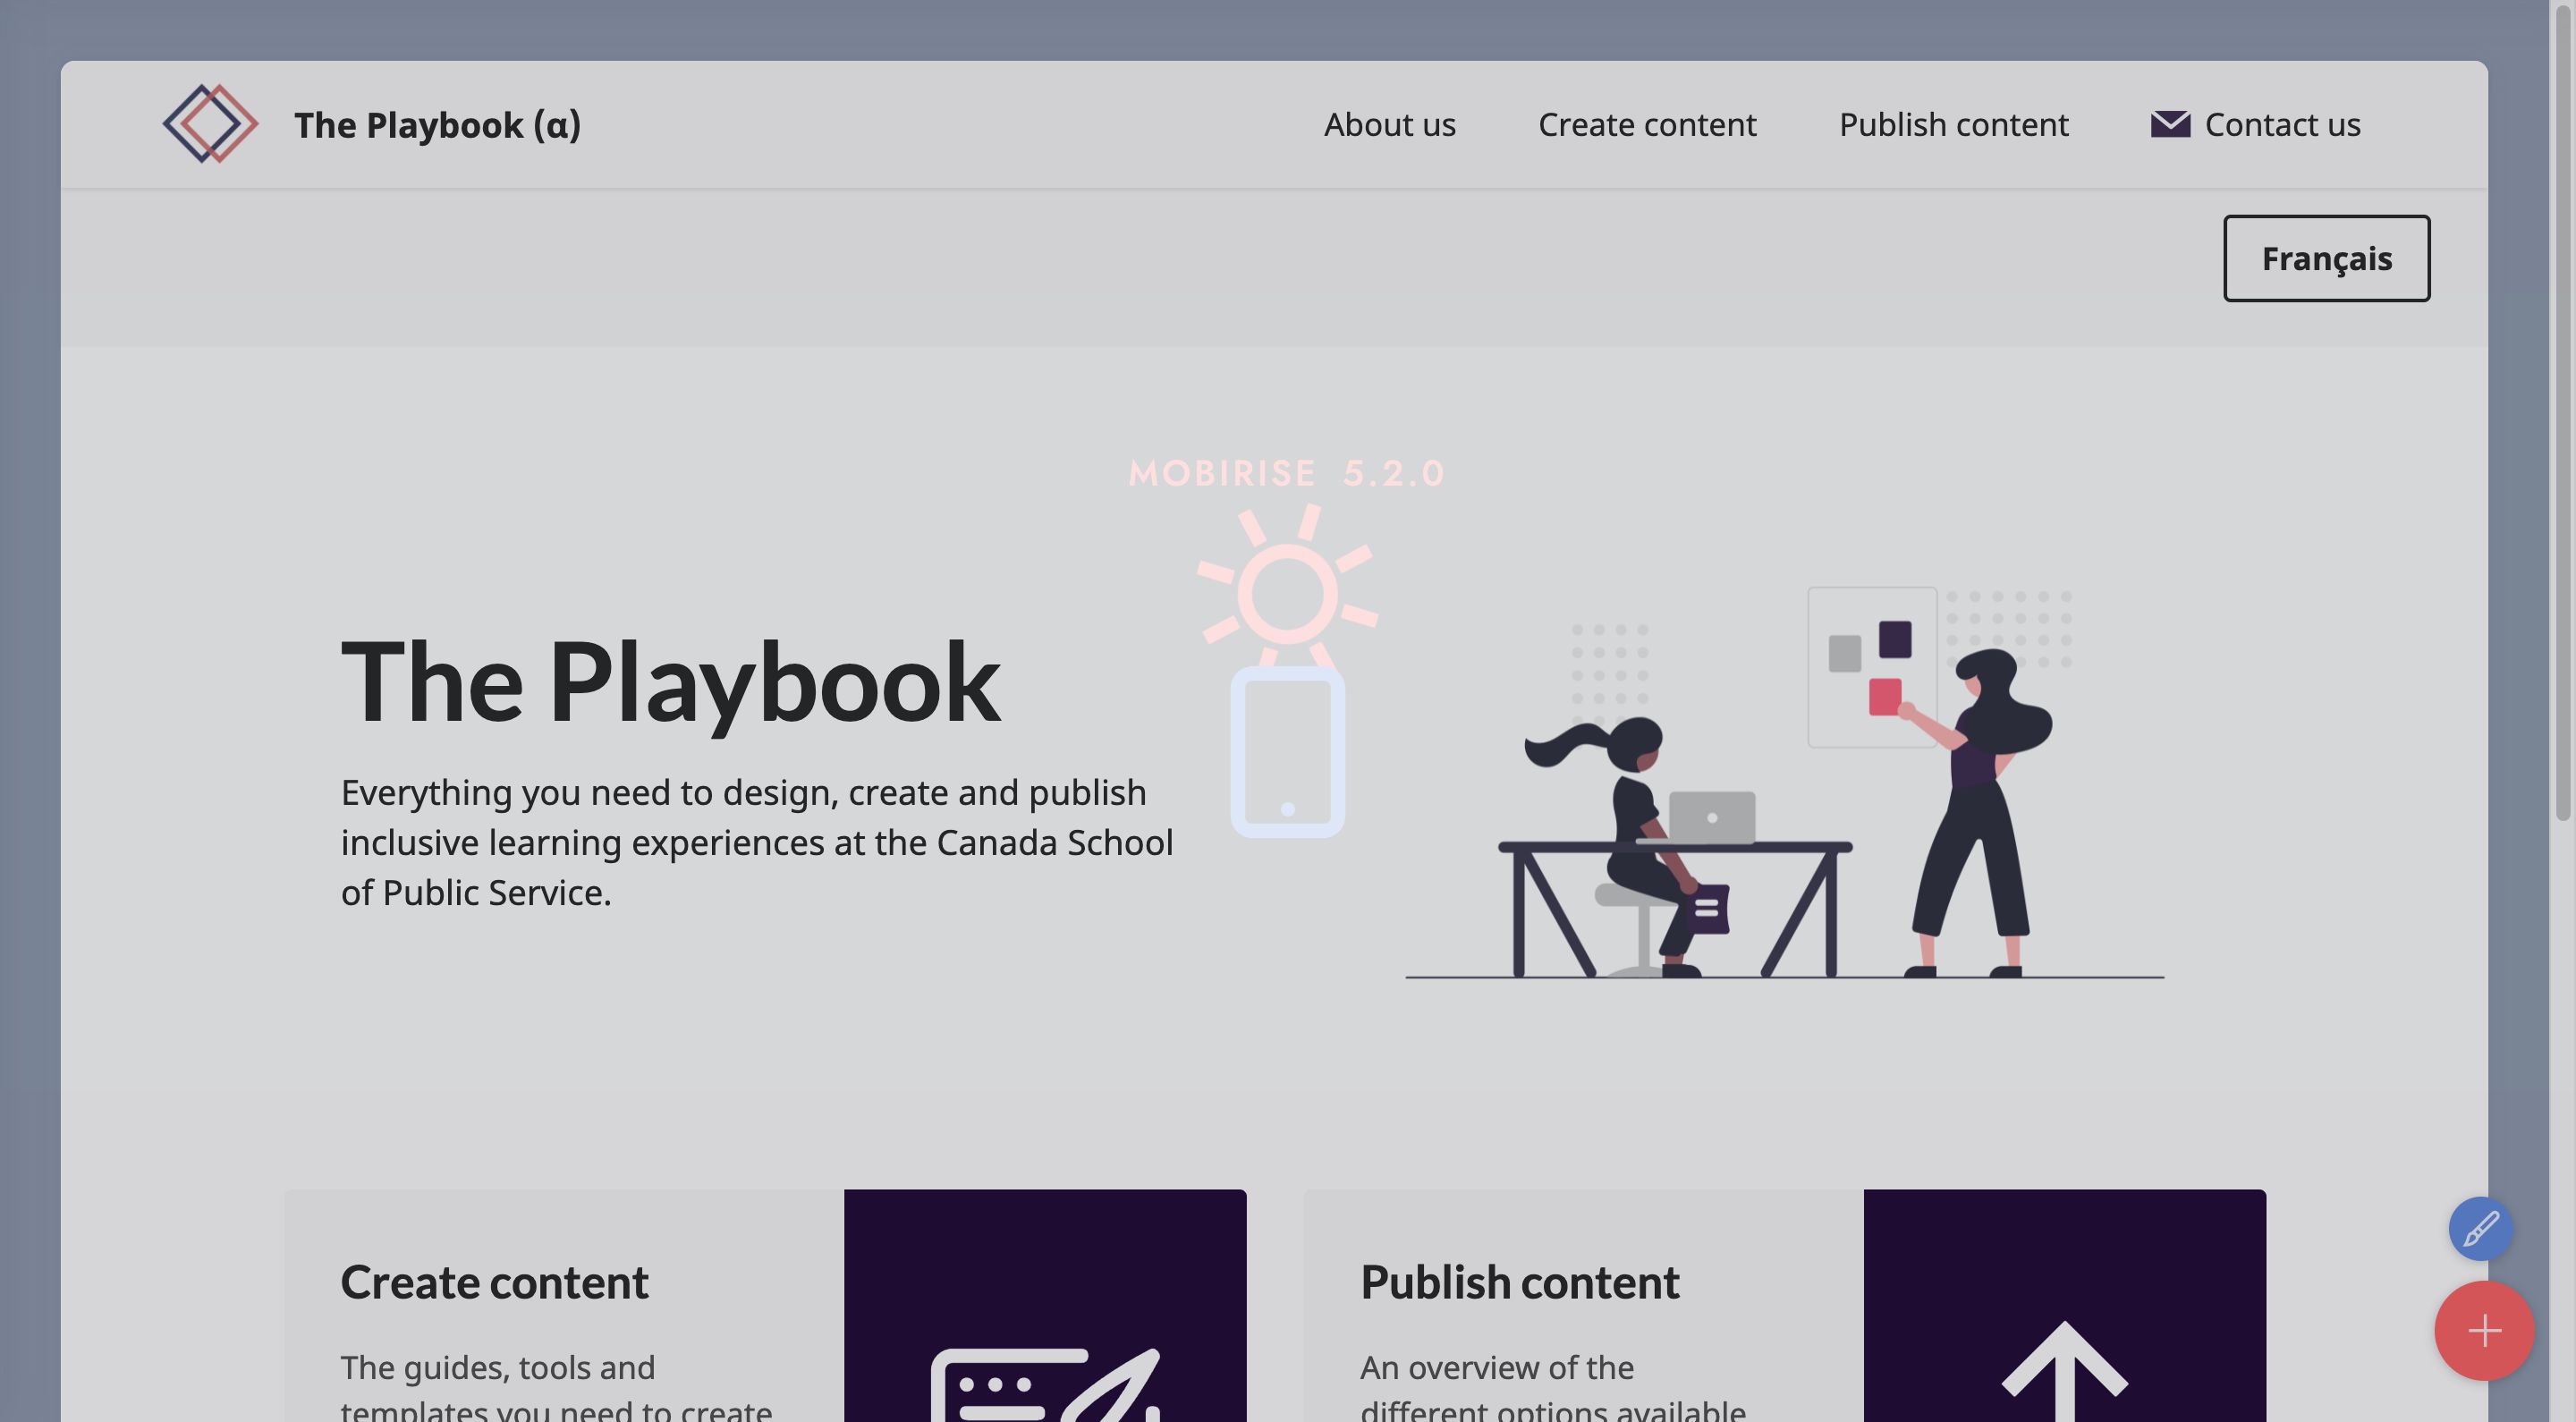 The Playbook (α)
About us
Create content
Publish content
Contact us
Français
MOBIRISE 5.2.0
The Playbook
Everything you need to design, create and publish
inclusive learning experiences at the Canada School
of Public Service.
Create content
The guides, tools and
templates you need to create
Publish content
An overview of the
different options available